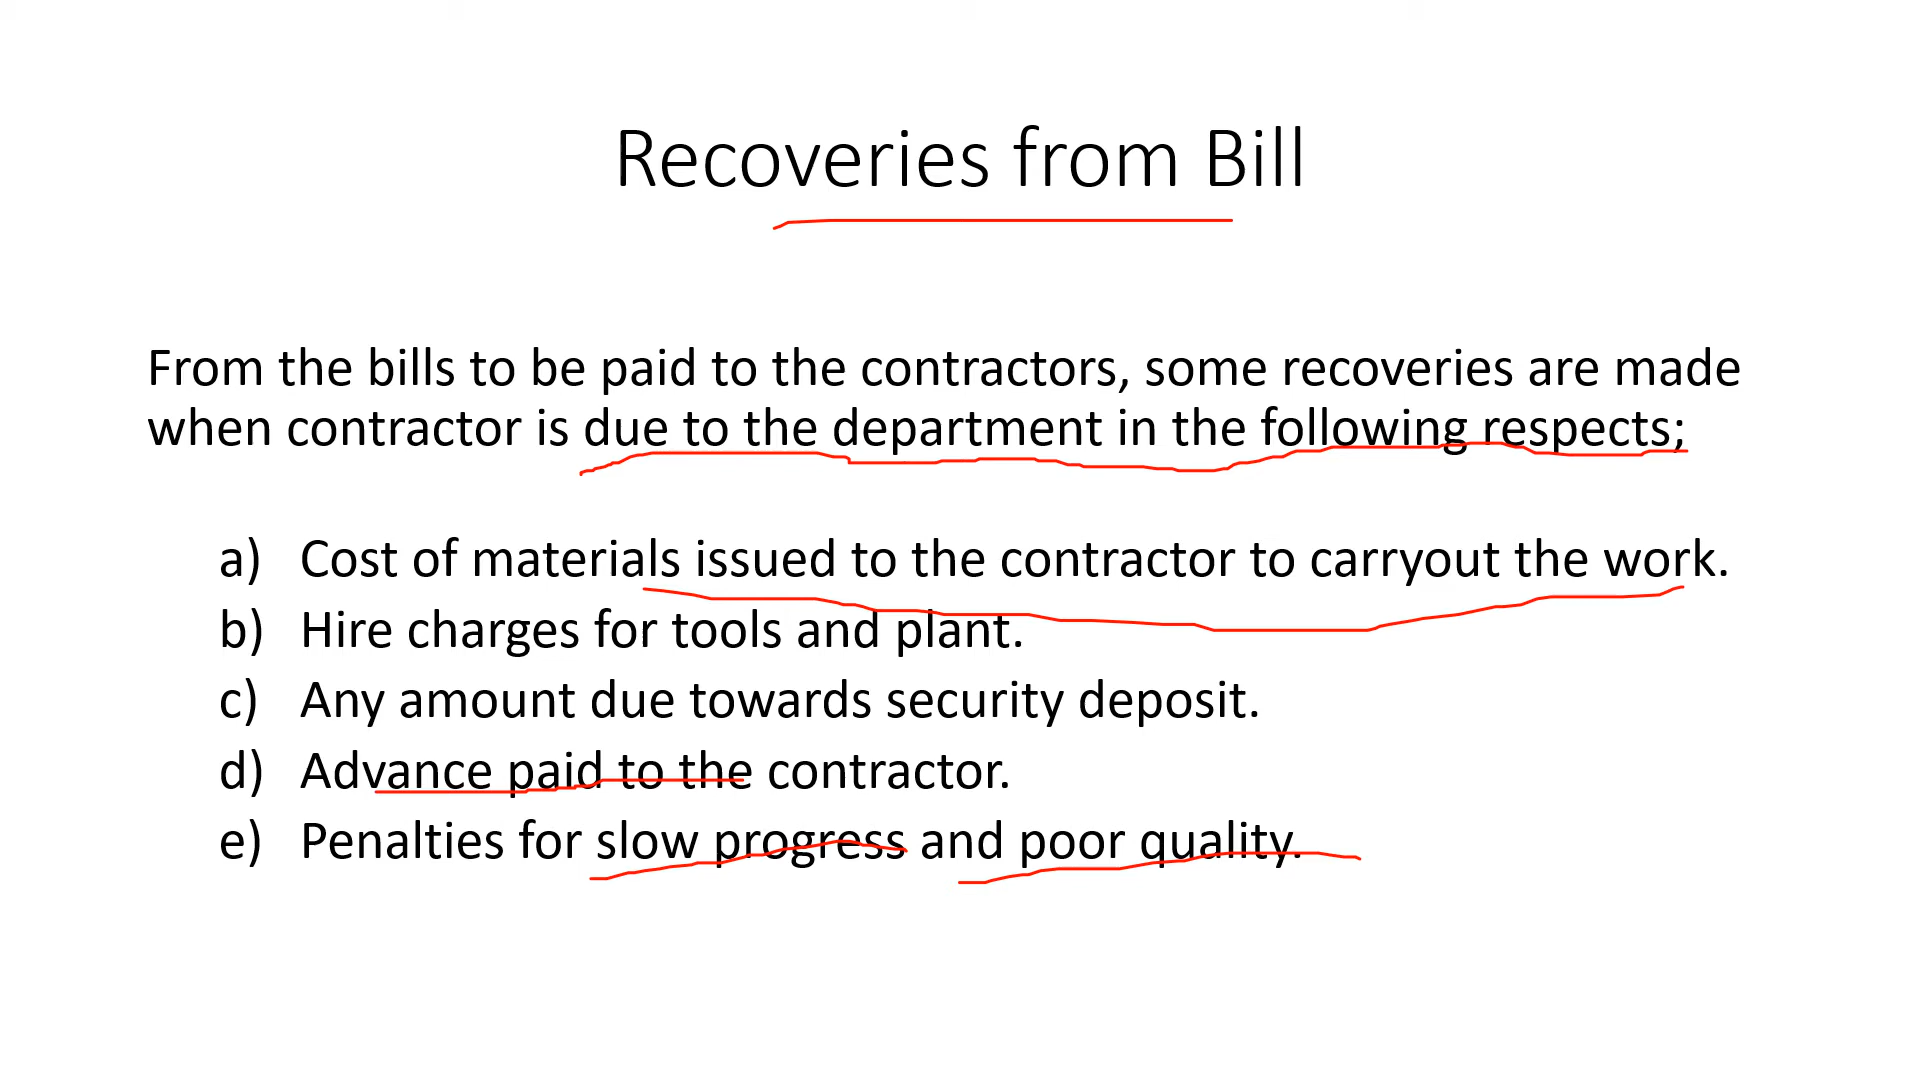 Recoveries from Bill
From the bills to be paid to the contractors, some recoveries are made
when contractor is due to the department in the following respects;
a) Cost of materials issued to the contractor to carryout the work.
b) Hire charges for tools and plant.
c) Any amount due towards security deposit.
d) Advance paid to the contractor.
e) Penalties for slow progress and poor quality.